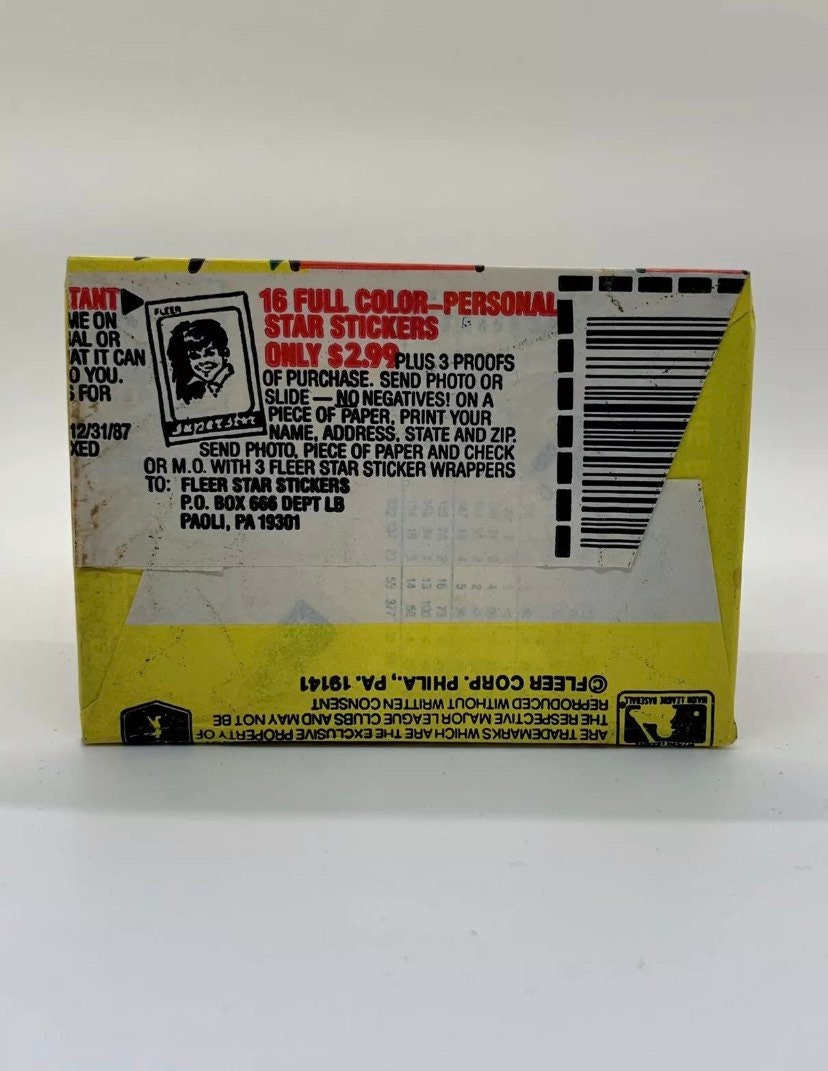 TANT
ME ON
AL OR
AT IT CAN
O YOU.
S FOR
12/31/87
XED
FLEER
SUPERSTAR
16 FULL COLOR-PERSONAL
STAR STICKERS
ONLY $2.99 PLUS 3 PROOFS
OF PURCHASE. SEND PHOTO OR
SLIDE — NO NEGATIVES! ON A
PIECE OF PAPER, PRINT YOUR
NAME, ADDRESS, STATE AND ZIP.
SEND PHOTO, PIECE OF PAPER AND CHECK
OR M.O. WITH 3 FLEER STAR STICKER WRAPPERS
TO: FLEER STAR STICKERS
P.O. BOX 666 DEPT LB
PAOLI, PA 19301
MAJOR LEAGUE BASEBALL
ARE TRADEMARKS WHICH ARE THE EXCLUSIVE PROPERTY OF
THE RESPECTIVE MAJOR LEAGUE CLUBS AND MAY NOT BE
REPRODUCED WITHOUT WRITTEN CONSENT
©FLEER CORP. PHILA., PA. 19141